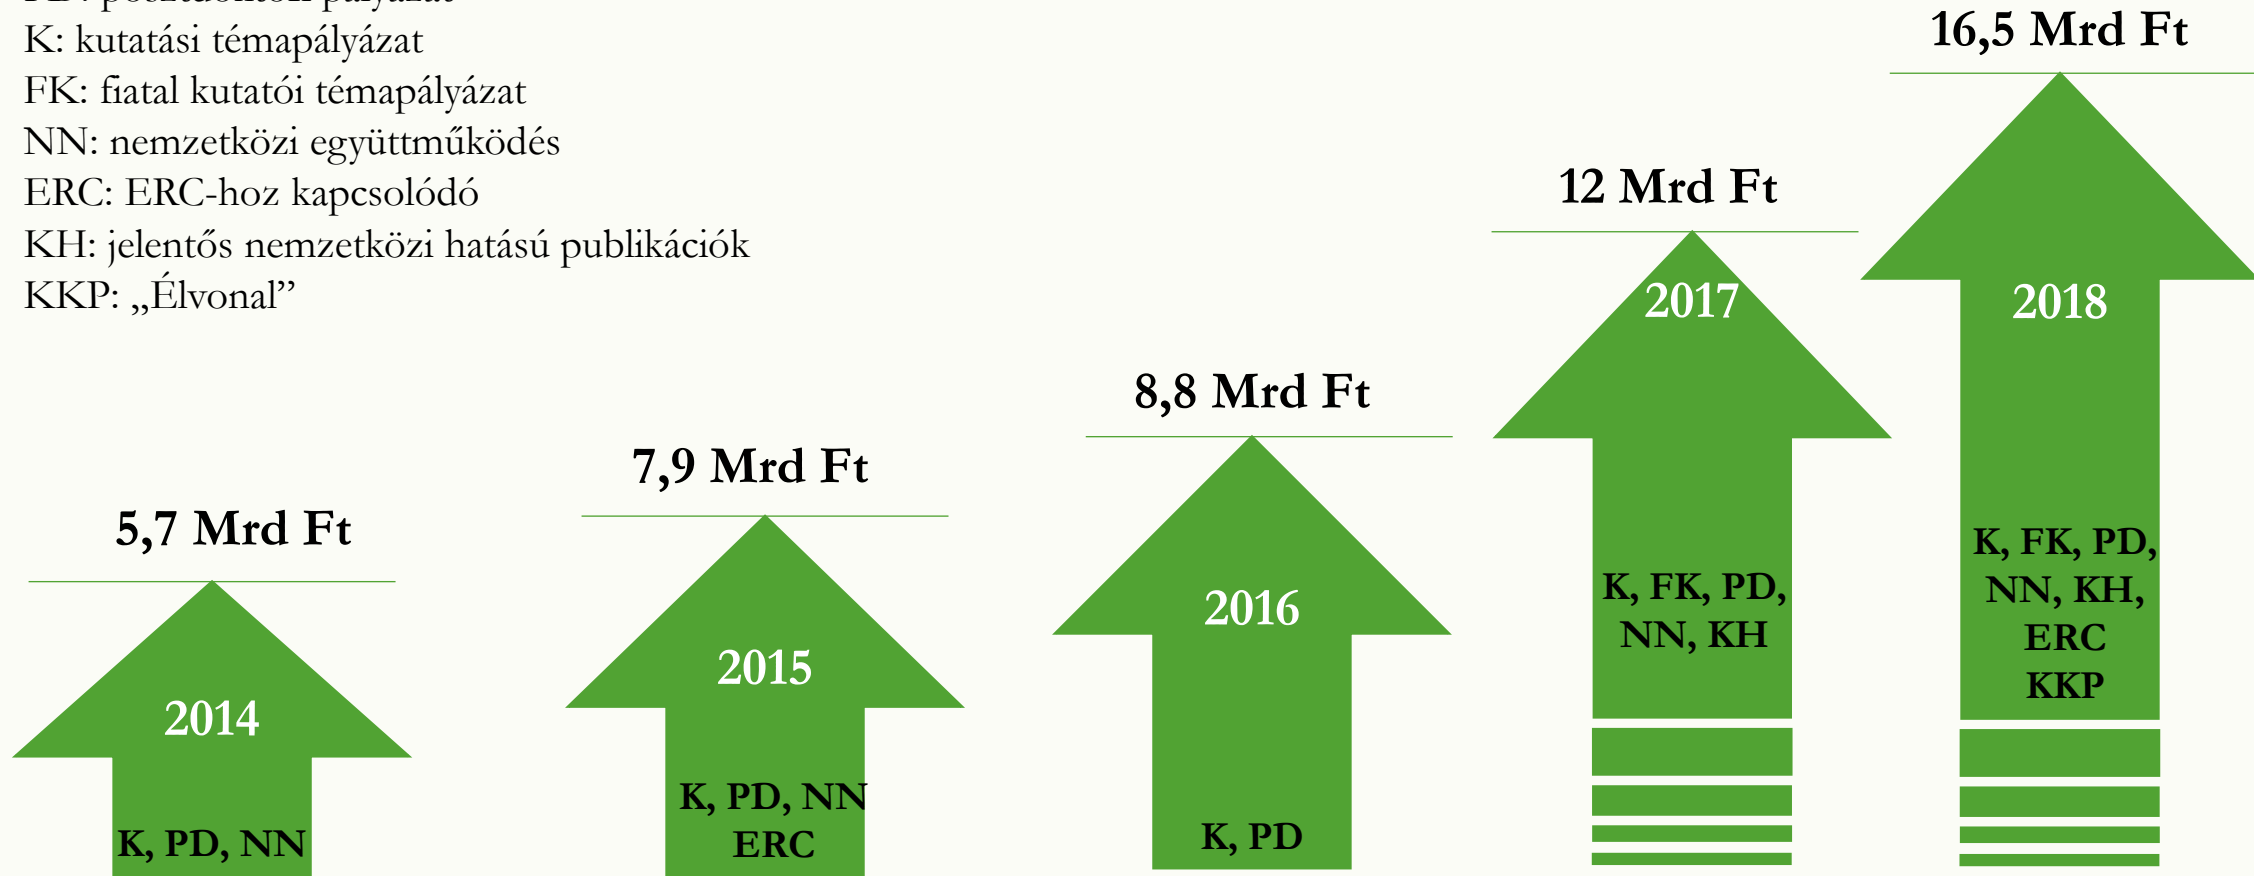 K: kutatási témapályázat
FK: fiatal kutatói témapályázat
NN: nemzetközi együttműködés
ERC: ERC-hoz kapcsolódó
KH: jelentős nemzetközi hatású publikációk
KKP: „Élvonal”
5,7 Mrd Ft
2014
K, PD, NN
7,9 Mrd Ft
2015
K, PD, NN
ERC
8,8 Mrd Ft
2016
K, PD
12 Mrd Ft
2017
K, FK, PD,
NN, KH
16,5 Mrd Ft
2018
K, FK, PD,
NN, KH,
ERC
KKP